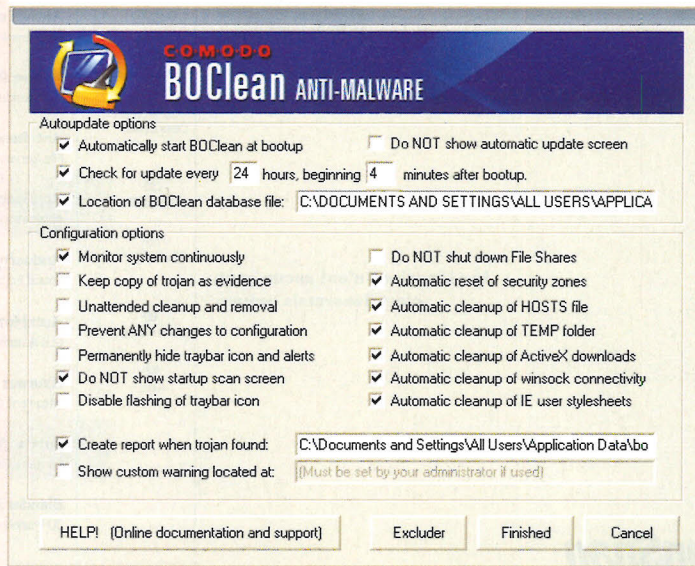 COMODO
BOClean ANTI-MALWARE
Autoupdate options
Automatically start BOClean at bootup
Do NOT show automatic update screen
Check for update every 24 hours, beginning 4 minutes after bootup.
Location of BOClean database file: C:\DOCUMENTS AND SETTINGS\ALL USERS\APPLICA
Configuration options
Monitor system continuously
Do NOT shut down File Shares
Keep copy of trojan as evidence
Automatic reset of security zones
Unattended cleanup and removal
Automatic cleanup of HOSTS file
Prevent ANY changes to configuration
Automatic cleanup of TEMP folder
Permanently hide traybar icon and alerts
Automatic cleanup of ActiveX downloads
Do NOT show startup scan screen
Automatic cleanup of winsock connectivity
Disable flashing of traybar icon
Automatic cleanup of IE user stylesheets
Create report when trojan found: C:\Documents and Settings\All Users\Application Data\bo
Show custom warning located at: (Must be set by your administrator if used)
HELP! (Online documentation and support)
Excluder
Finished
Cancel